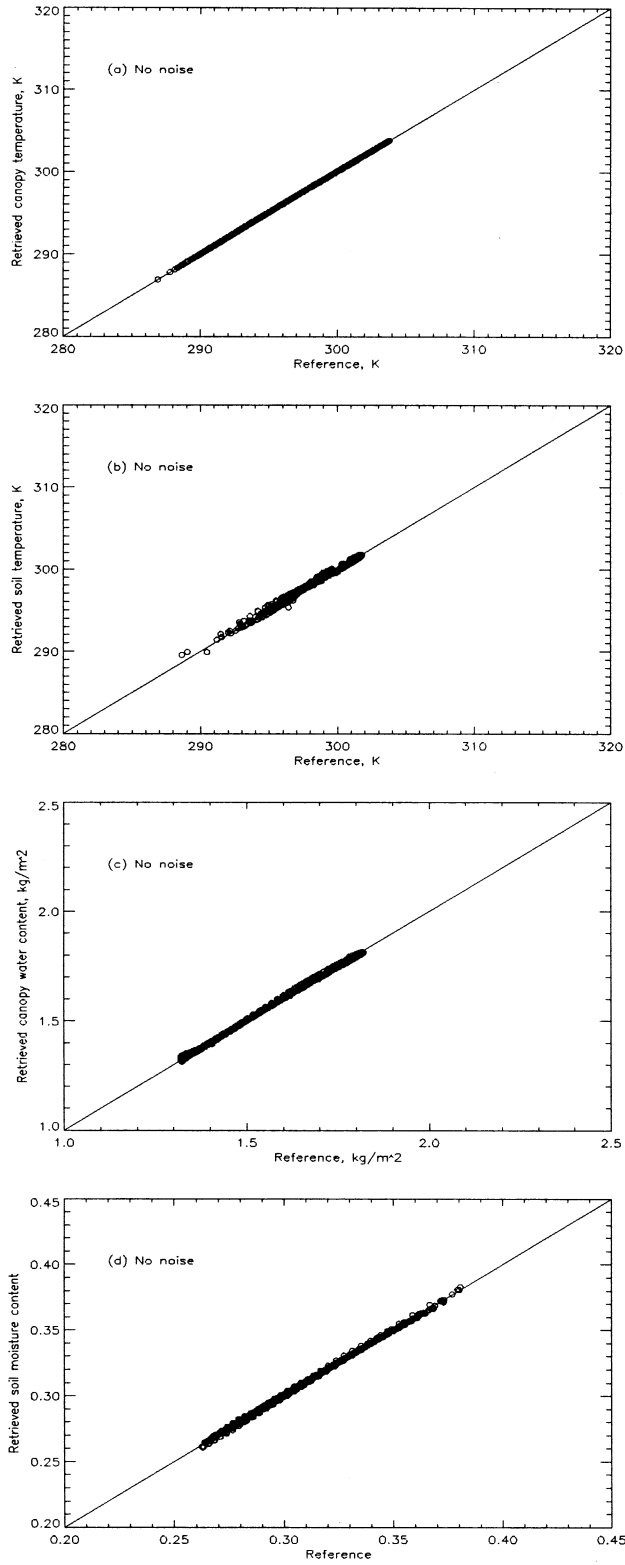 320
310
300
290
280
Retrieved canopy temperature, K
(a) No noise
280 290 300 310 320
Reference, K
320
310
300
290
280
Retrieved soil temperature, K
(b) No noise
280 290 300 310 320
Reference, K
2.5
2.0
1.5
1.0
Retrieved canopy water content, kg/m^2
(c) No noise
1.0 1.5 2.0 2.5
Reference, kg/m^2
0.45
0.40
0.35
0.30
0.25
0.20
Retrieved soil moisture content
(d) No noise
0.20 0.25 0.30 0.35 0.40 0.45
Reference